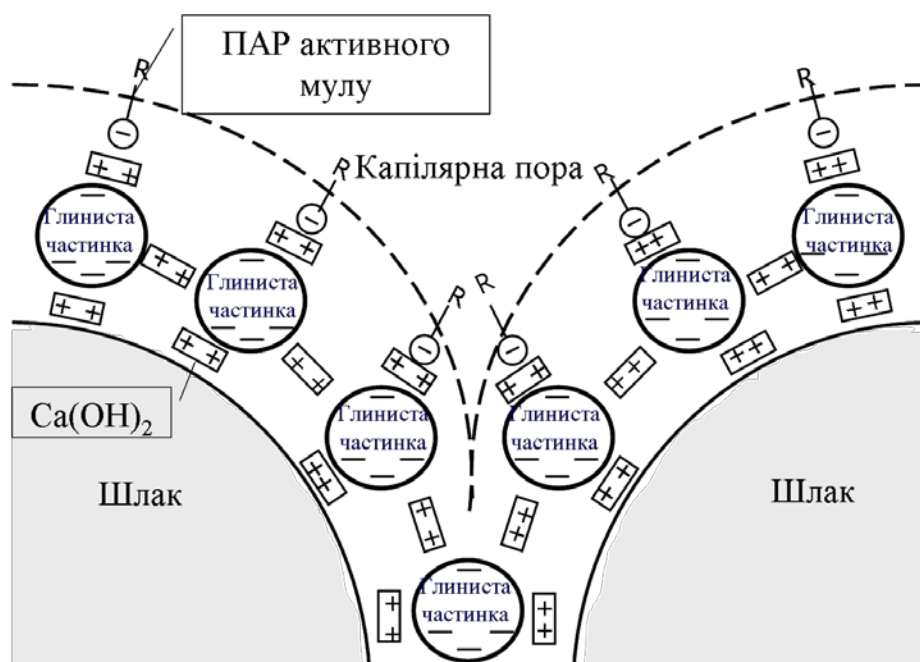 R
ПАР активного
мулу
R
R
Капілярна пора
R
Глиниста
частинка
Глиниста
частинка
Глиниста
частинка
Глиниста
частинка
R
R
Ca(OH)₂
Глиниста
частинка
Глиниста
частинка
Шлак
Шлак
Глиниста
частинка